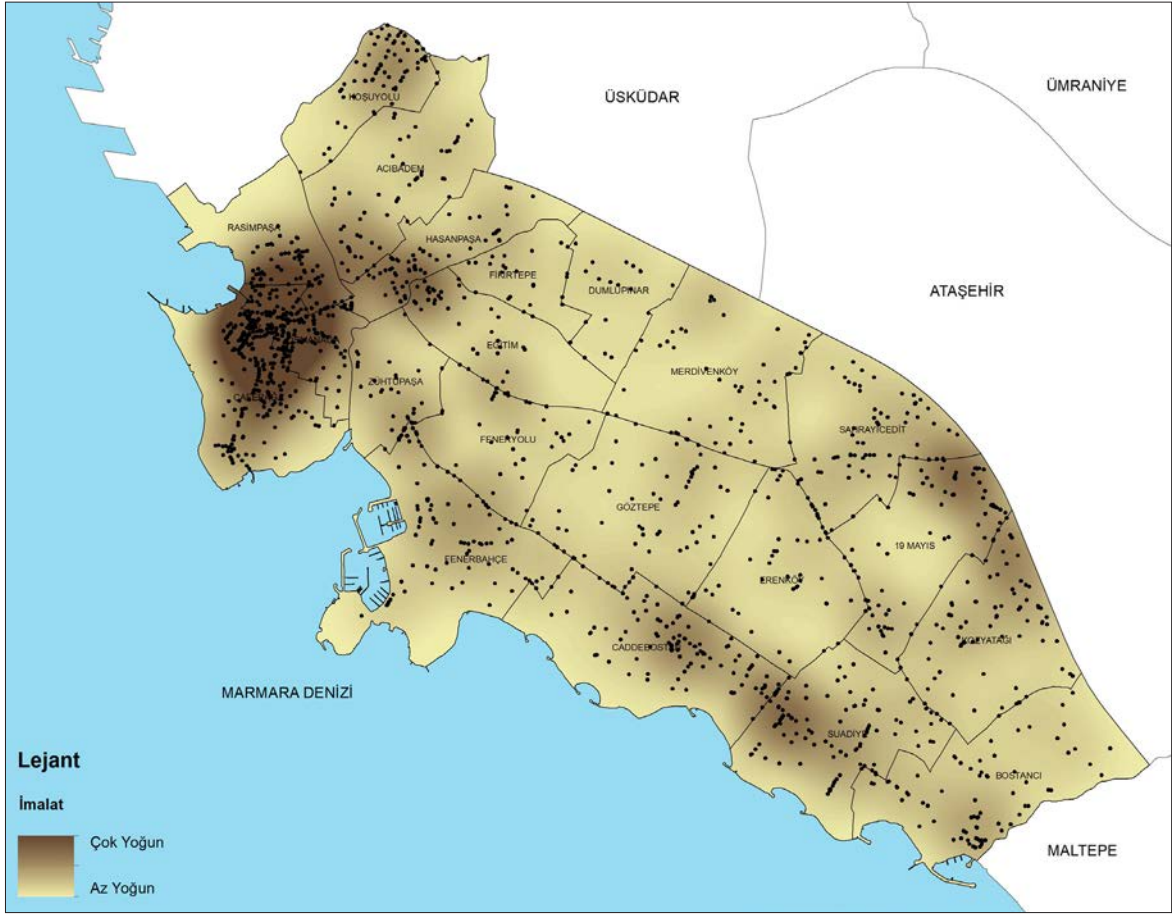 ÜMRANİYE
ÜSKÜDAR
KOŞUYOLU
ACIBADEM
RASİMPAŞA
HASANPAŞA
FİKİRTEPE
DUMLUPINAR
ATAŞEHİR
EĞİTİM
MERDİVENKÖY
ZÜHTÜPAŞA
SAHRAYICEDİT
FENERYOLU
GÖZTEPE
19 MAYIS
FENERBAHÇE
ERENKÖY
KOZYATAĞI
CADDEBOSTAN
MARMARA DENİZİ
SUADİYE
BOSTANCI
MALTEPE
Lejant
İmalat
Çok Yoğun
Az Yoğun